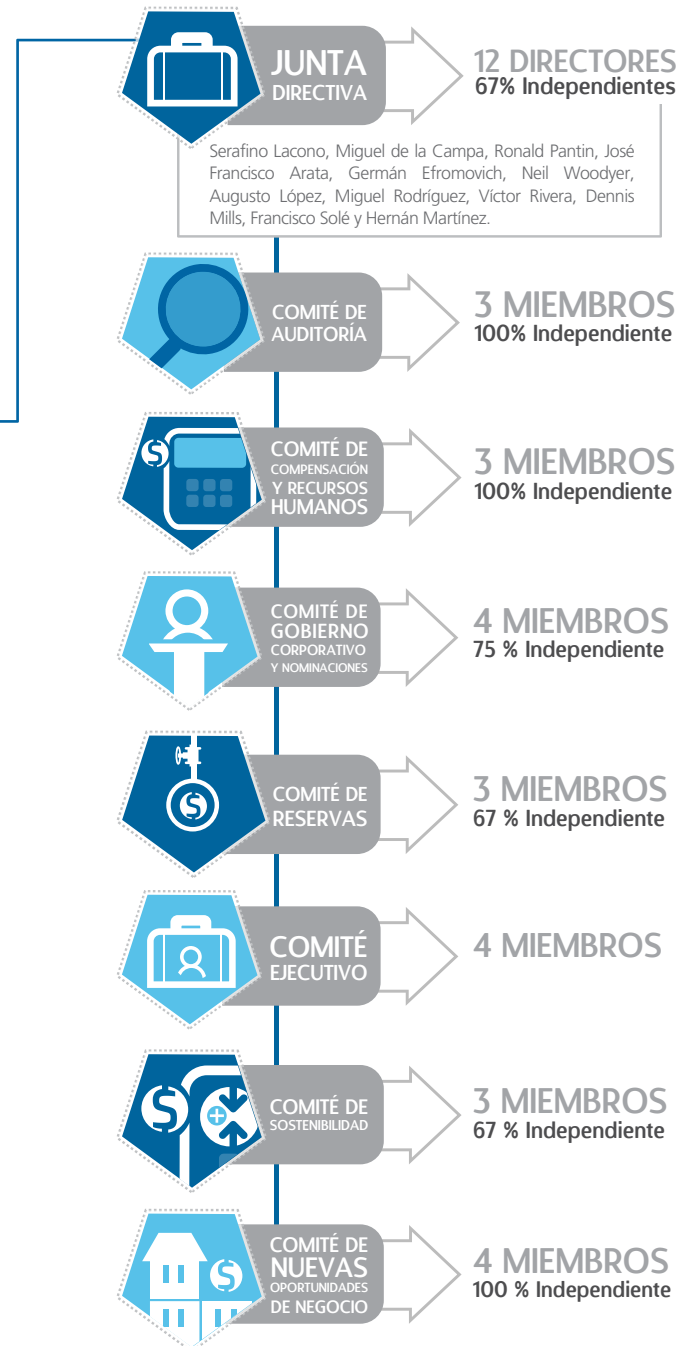 JUNTA
DIRECTIVA
12 DIRECTORES
67% Independientes
Serafino Lacono, Miguel de la Campa, Ronald Pantin, José
Francisco Arata, Germán Efromovich, Neil Woodyer,
Augusto López, Miguel Rodríguez, Víctor Rivera, Dennis
Mills, Francisco Solé y Hernán Martínez.
COMITÉ DE
AUDITORÍA
3 MIEMBROS
100% Independiente
$
COMITÉ DE
COMPENSACIÓN
Y RECURSOS
HUMANOS
3 MIEMBROS
100% Independiente
COMITÉ DE
GOBIERNO
CORPORATIVO
Y NOMINACIONES
4 MIEMBROS
75 % Independiente
$
COMITÉ DE
RESERVAS
3 MIEMBROS
67 % Independiente
COMITÉ
EJECUTIVO
4 MIEMBROS
$
COMITÉ DE
SOSTENIBILIDAD
3 MIEMBROS
67 % Independiente
$
COMITÉ DE
NUEVAS
OPORTUNIDADES
DE NEGOCIO
4 MIEMBROS
100 % Independiente